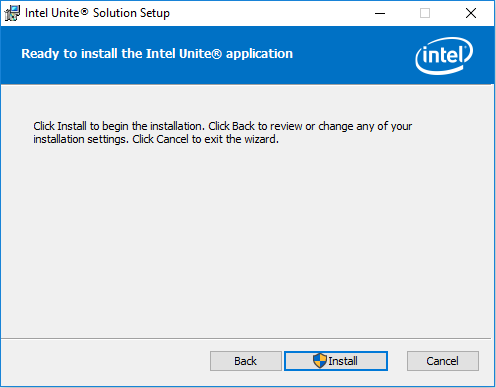 Intel Unite® Solution Setup
Ready to install the Intel Unite® application
intel
Click Install to begin the installation. Click Back to review or change any of your
installation settings. Click Cancel to exit the wizard.
Back
Install
Cancel